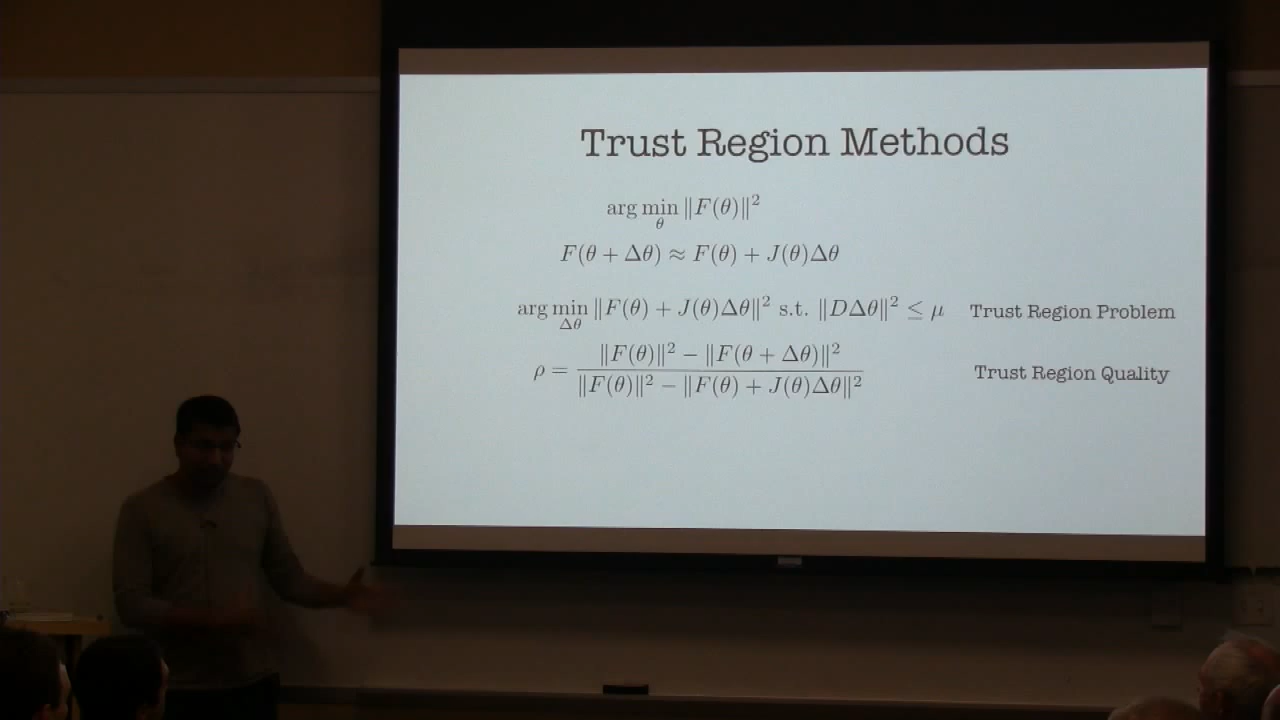 Trust Region Methods
arg min_θ ‖F(θ)‖²
F(θ + Δθ) ≈ F(θ) + J(θ)Δθ
arg min_Δθ ‖F(θ) + J(θ)Δθ‖² s.t. ‖DΔθ‖² ≤ μ Trust Region Problem
ρ = (‖F(θ)‖² − ‖F(θ + Δθ)‖²) / (‖F(θ)‖² − ‖F(θ) + J(θ)Δθ‖²) Trust Region Quality